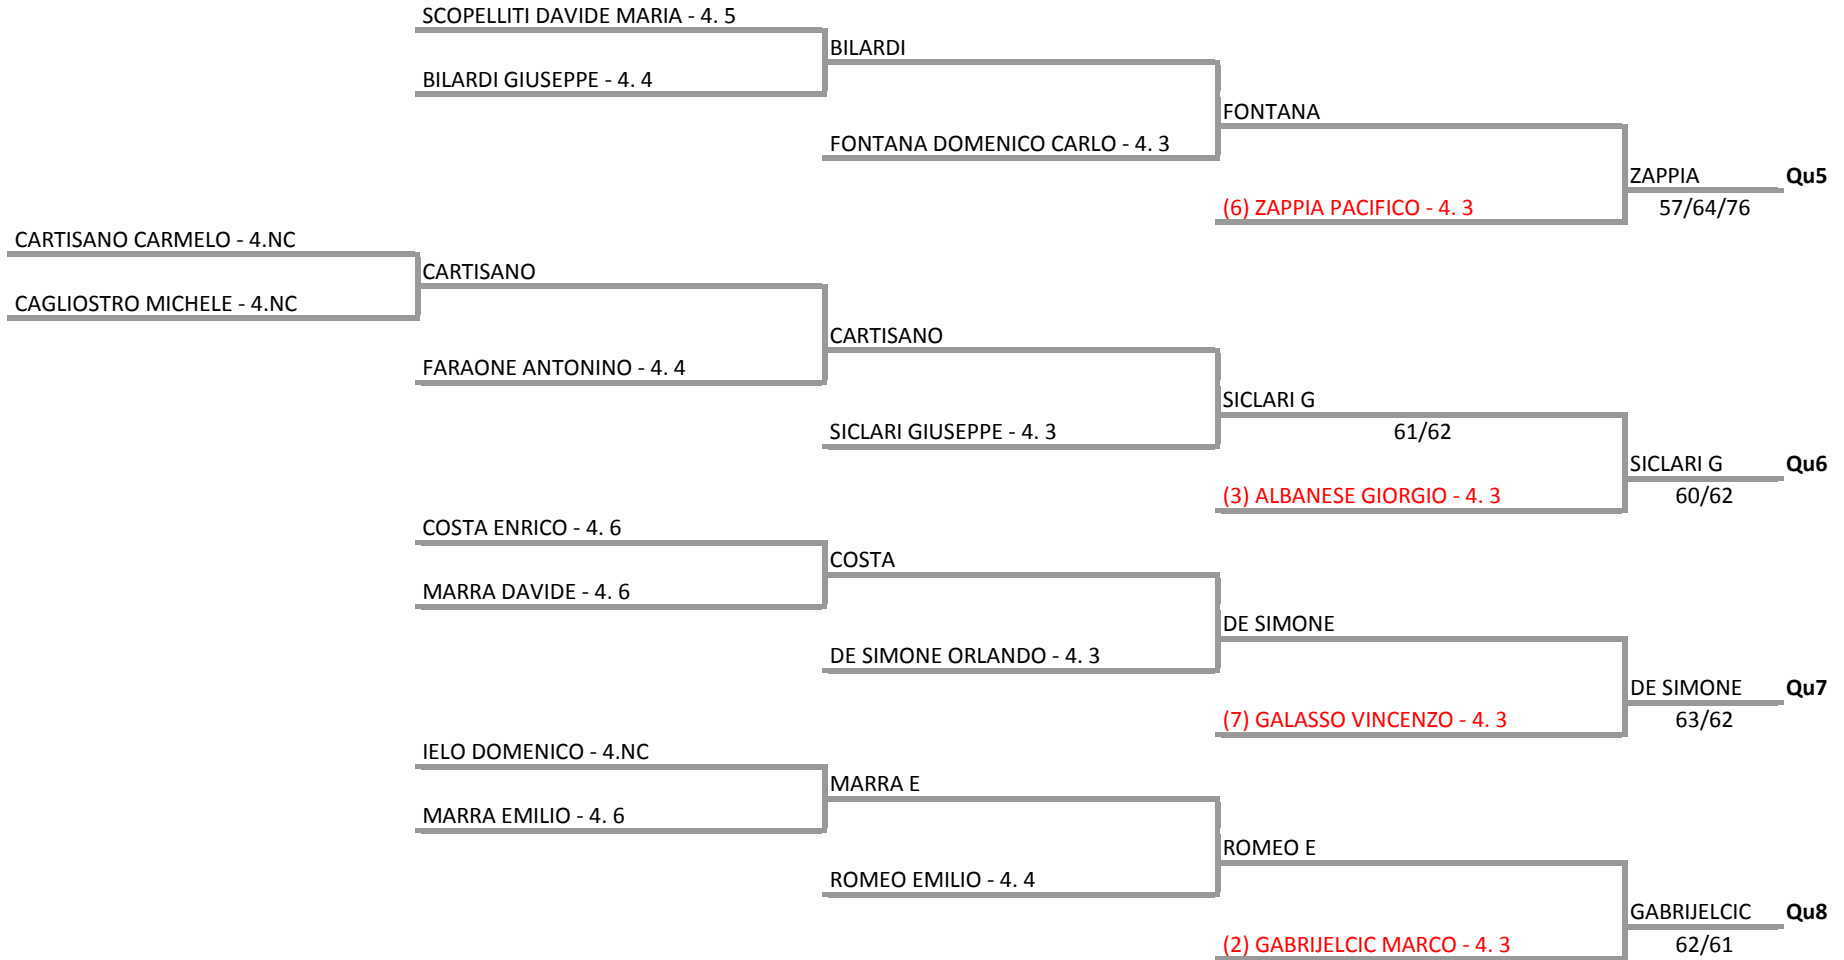 SCOPELLITI DAVIDE MARIA - 4. 5
BILARDI
BILARDI GIUSEPPE - 4. 4
FONTANA
FONTANA DOMENICO CARLO - 4. 3
ZAPPIA Qu5
(6) ZAPPIA PACIFICO - 4. 3 57/64/76
CARTISANO CARMELO - 4.NC
CARTISANO
CAGLIOSTRO MICHELE - 4.NC
CARTISANO
FARAONE ANTONINO - 4. 4
SICLARI G
SICLARI GIUSEPPE - 4. 3 61/62
SICLARI G Qu6
(3) ALBANESE GIORGIO - 4. 3 60/62
COSTA ENRICO - 4. 6
COSTA
MARRA DAVIDE - 4. 6
DE SIMONE
DE SIMONE ORLANDO - 4. 3
DE SIMONE Qu7
(7) GALASSO VINCENZO - 4. 3 63/62
IELO DOMENICO - 4.NC
MARRA E
MARRA EMILIO - 4. 6
ROMEO E
ROMEO EMILIO - 4. 4
GABRIJELCIC Qu8
(2) GABRIJELCIC MARCO - 4. 3 62/61